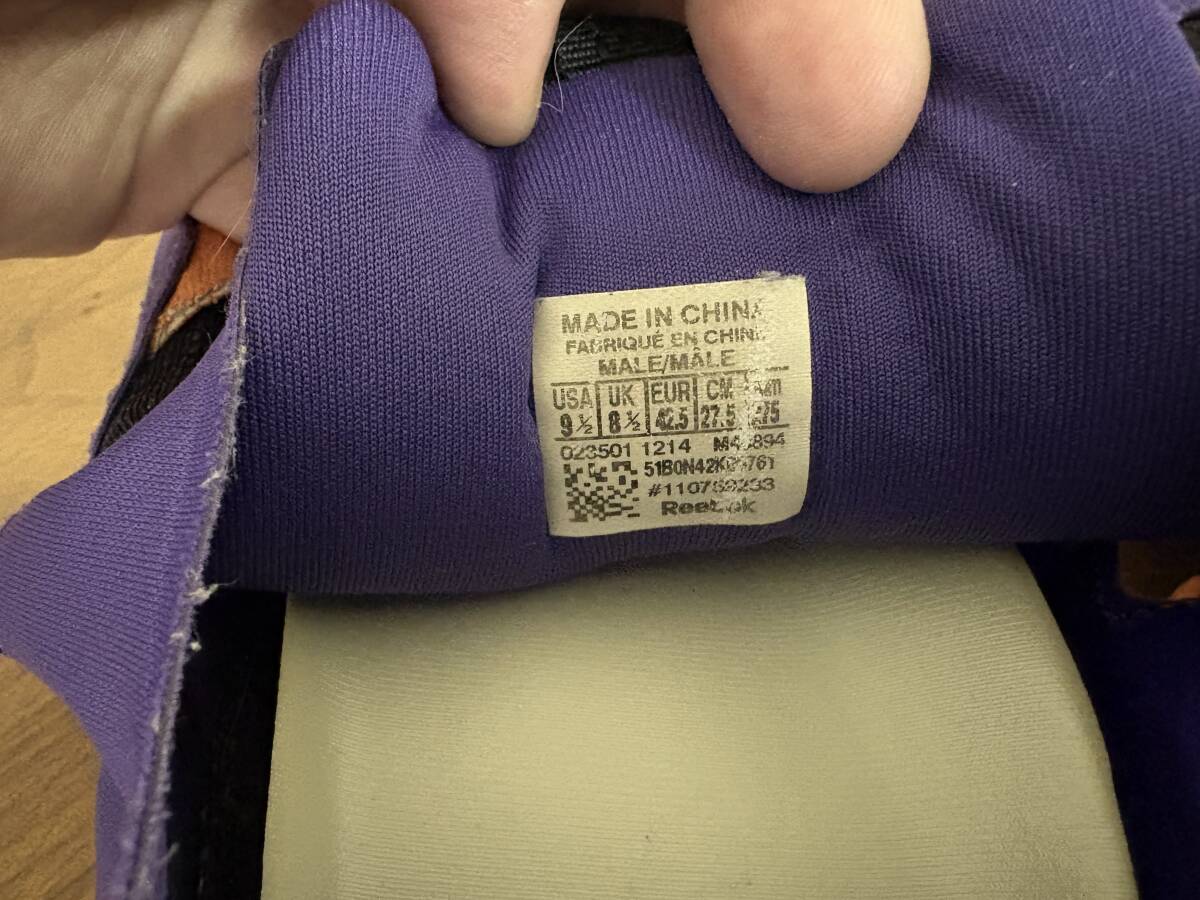 MADE IN CHINA
FABRIQUÉ EN CHINE
MALE/MÂLE
USA UK EUR CM
9 ½ 8 ½ 42.5 27.5 275
023501 1214
Reebok